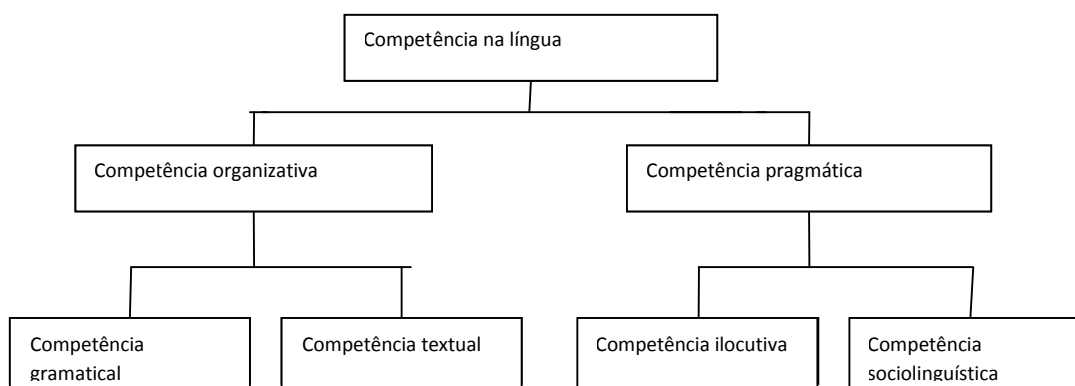 Competência na língua
Competência organizativa
Competência pragmática
Competência
gramatical
Competência textual
Competência ilocutiva
Competência
sociolinguística